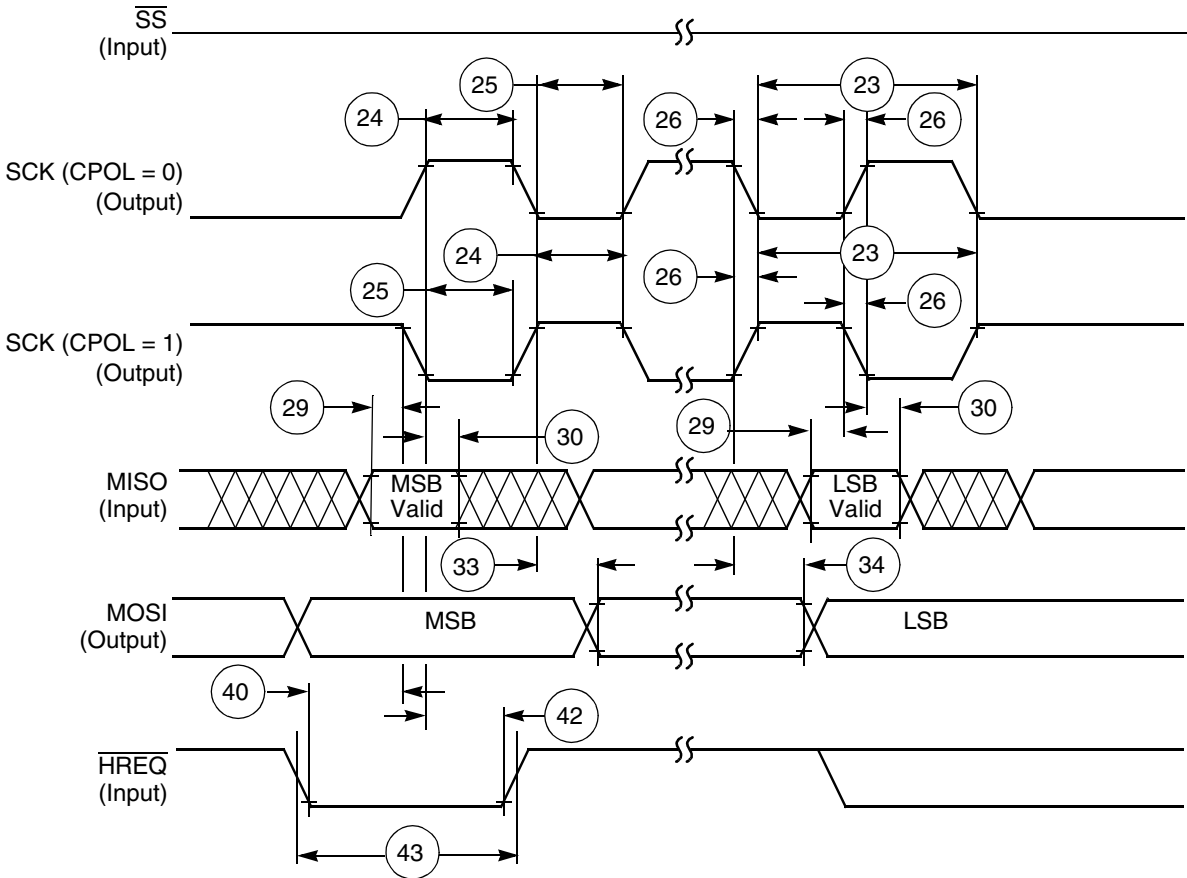 SS
(Input)
25
23
24
26
26
SCK (CPOL = 0)
(Output)
24
23
25
26
26
SCK (CPOL = 1)
(Output)
29
30
29
30
MISO
(Input)
MSB
Valid
LSB
Valid
33
34
MOSI
(Output)
MSB
LSB
40
42
HREQ
(Input)
43